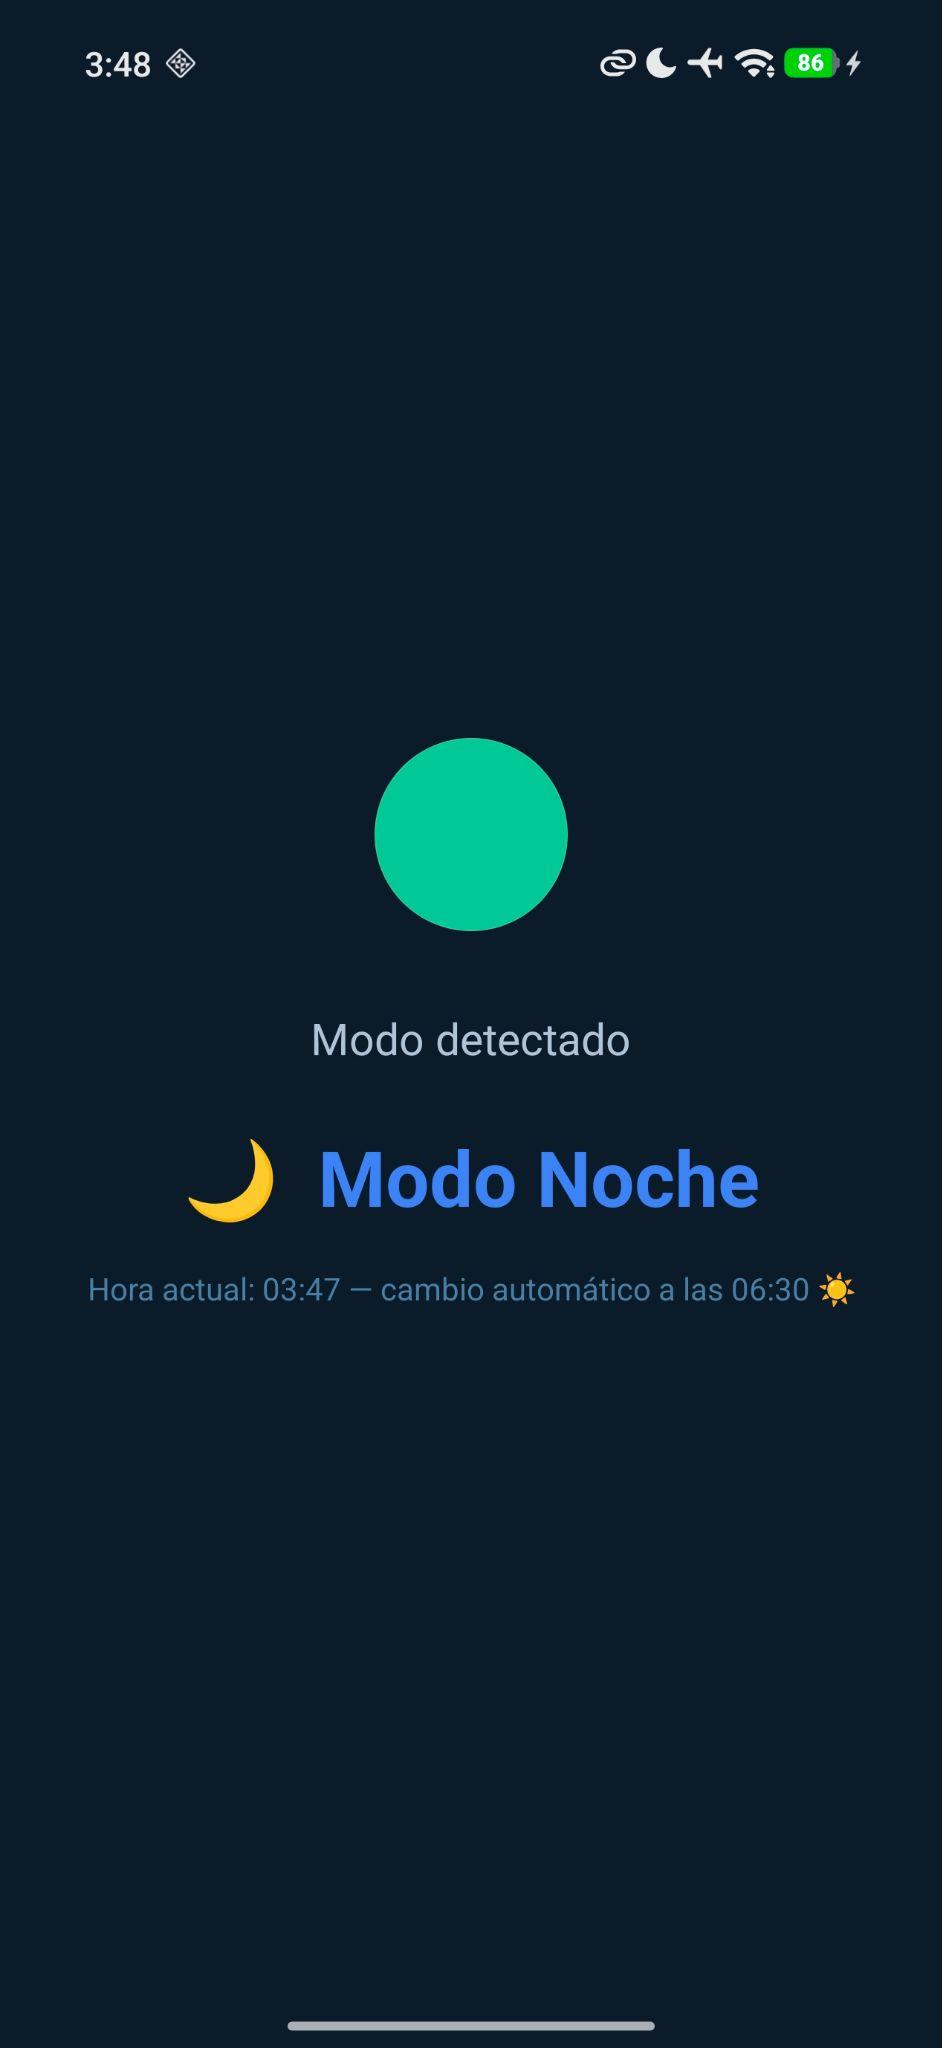 3:48
86
Modo detectado
🌙 Modo Noche
Hora actual: 03:47 — cambio automático a las 06:30 ☀️